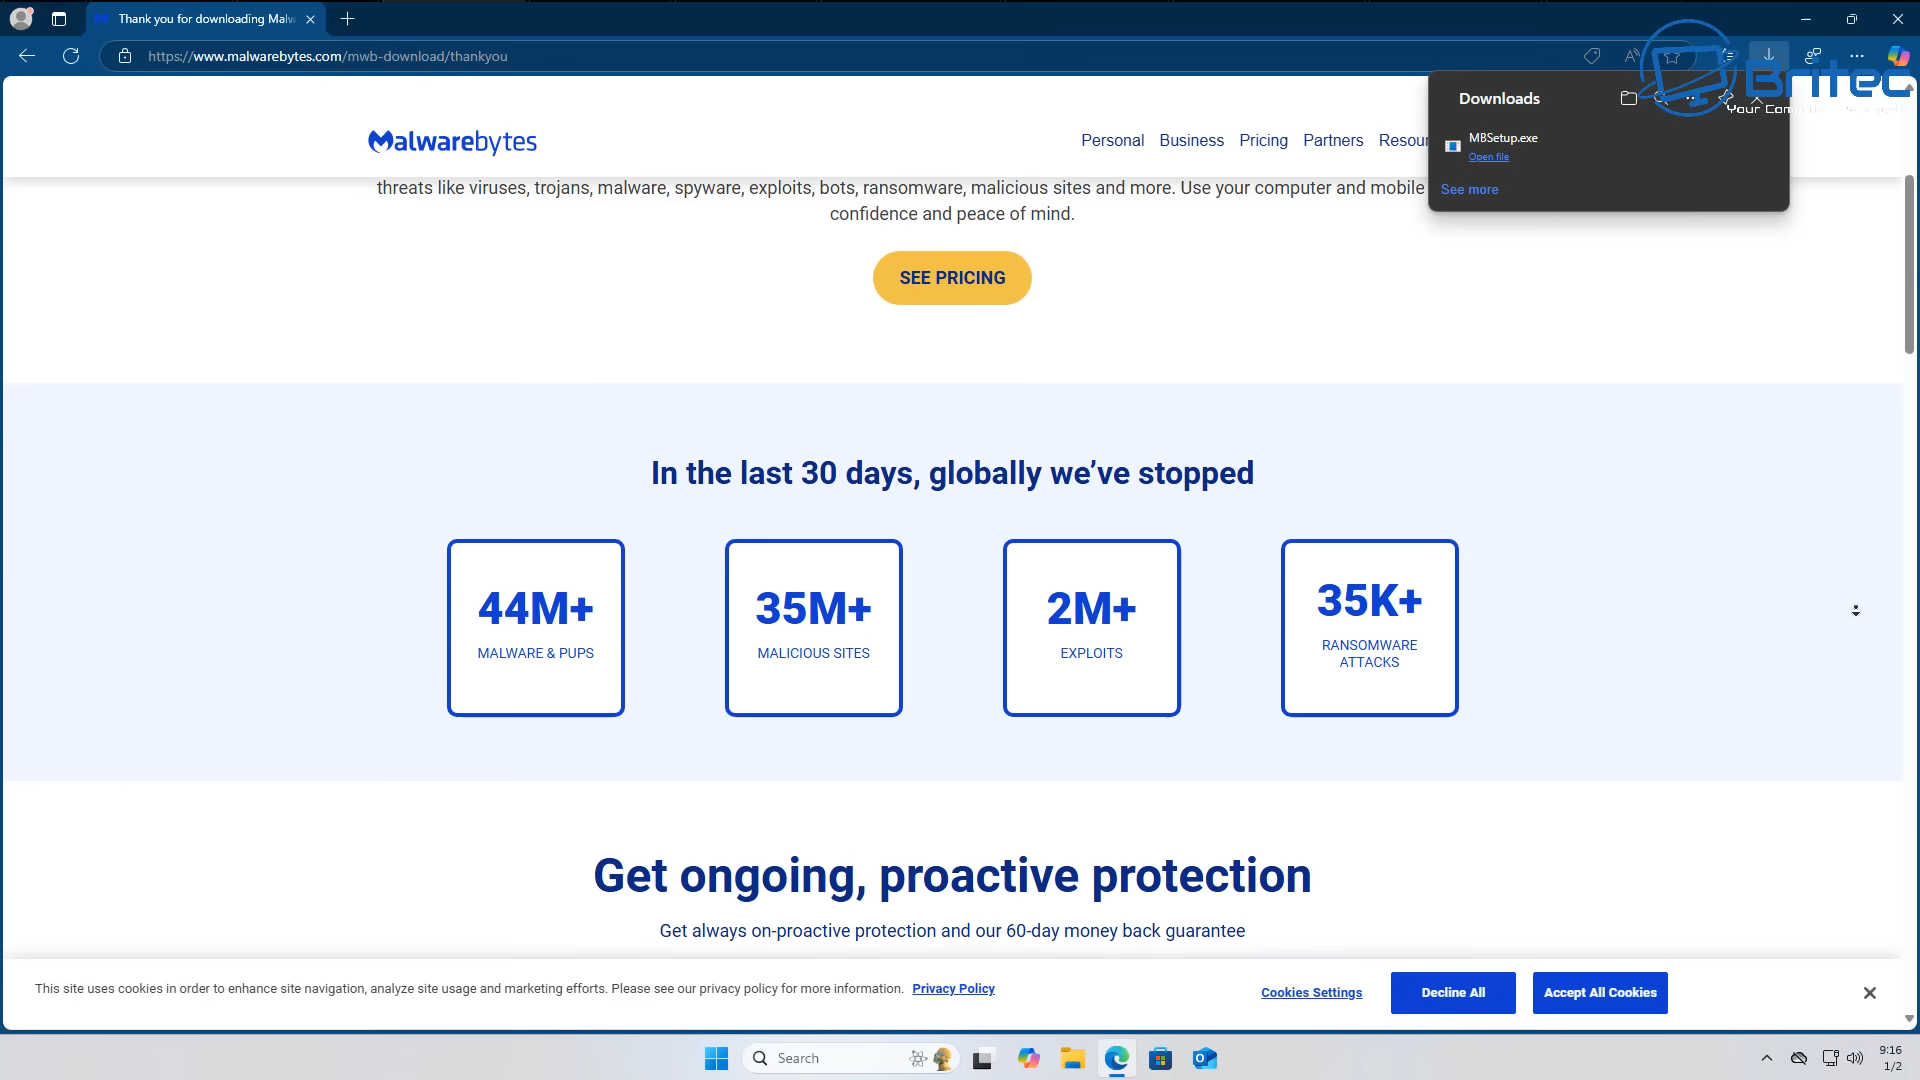 Thank you for downloading Malw
https://www.malwarebytes.com/mwb-download/thankyou
Britec
Your Com
Downloads
MBSetup.exe
Open file
See more
Malwarebytes
Personal Business Pricing Partners Resour
threats like viruses, trojans, malware, spyware, exploits, bots, ransomware, malicious sites and more. Use your computer and mobile
confidence and peace of mind.
SEE PRICING
In the last 30 days, globally we’ve stopped
44M+
MALWARE & PUPS
35M+
MALICIOUS SITES
2M+
EXPLOITS
35K+
RANSOMWARE
ATTACKS
Get ongoing, proactive protection
Get always on-proactive protection and our 60-day money back guarantee
This site uses cookies in order to enhance site navigation, analyze site usage and marketing efforts. Please see our privacy policy for more information. Privacy Policy
Cookies Settings
Decline All
Accept All Cookies
Search
9:16
1/2